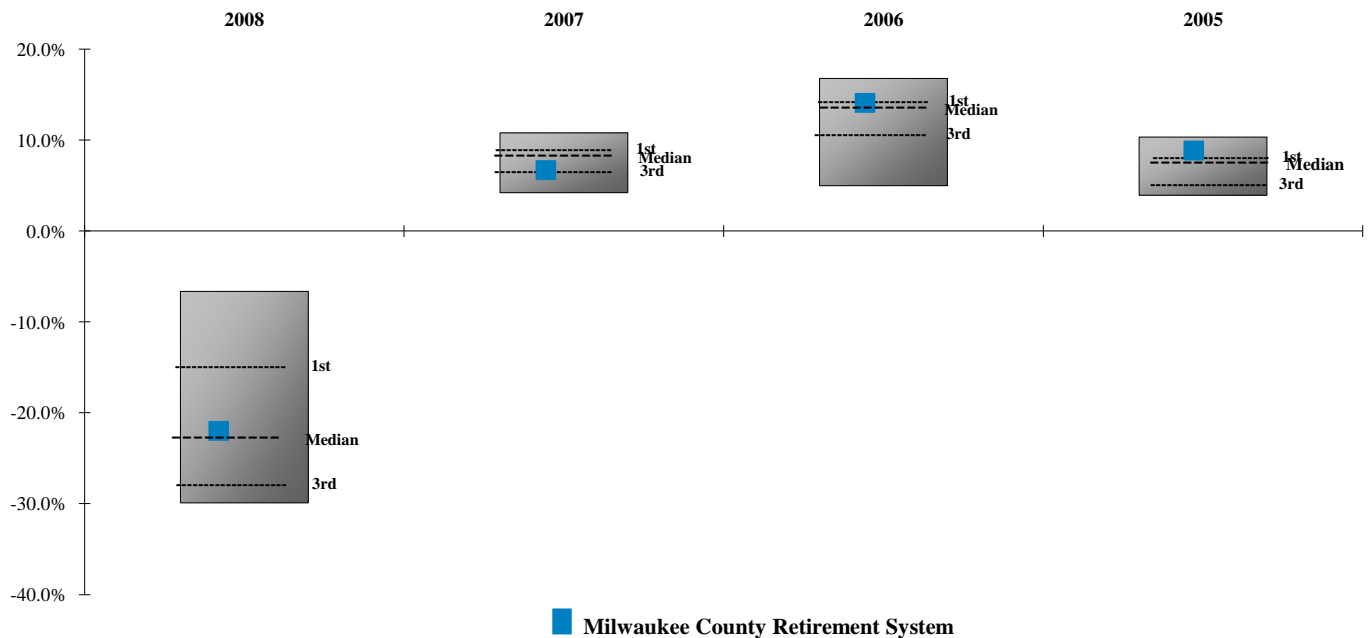 2008 2007 2006 2005
20.0%
1st
Median
3rd
1st
Median
3rd
10.0%
1st
Median
3rd
0.0%
-10.0%
1st
-20.0%
Median
3rd
-30.0%
-40.0%
Milwaukee County Retirement System